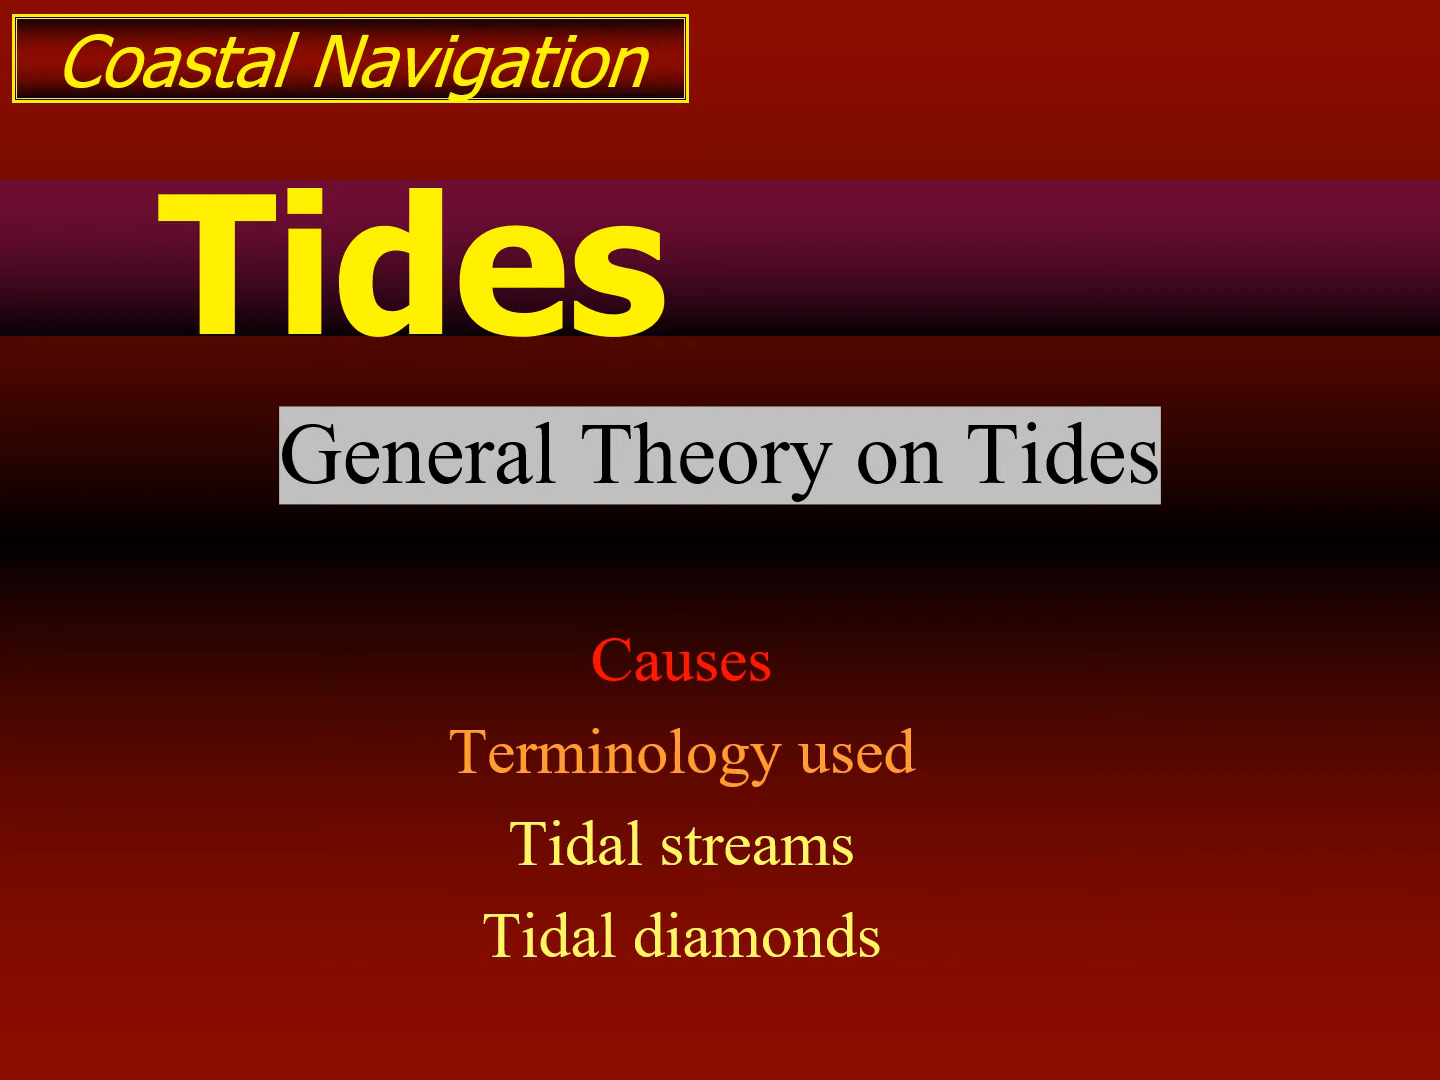 Coastal Navigation
Tides
General Theory on Tides
Causes
Terminology used
Tidal streams
Tidal diamonds